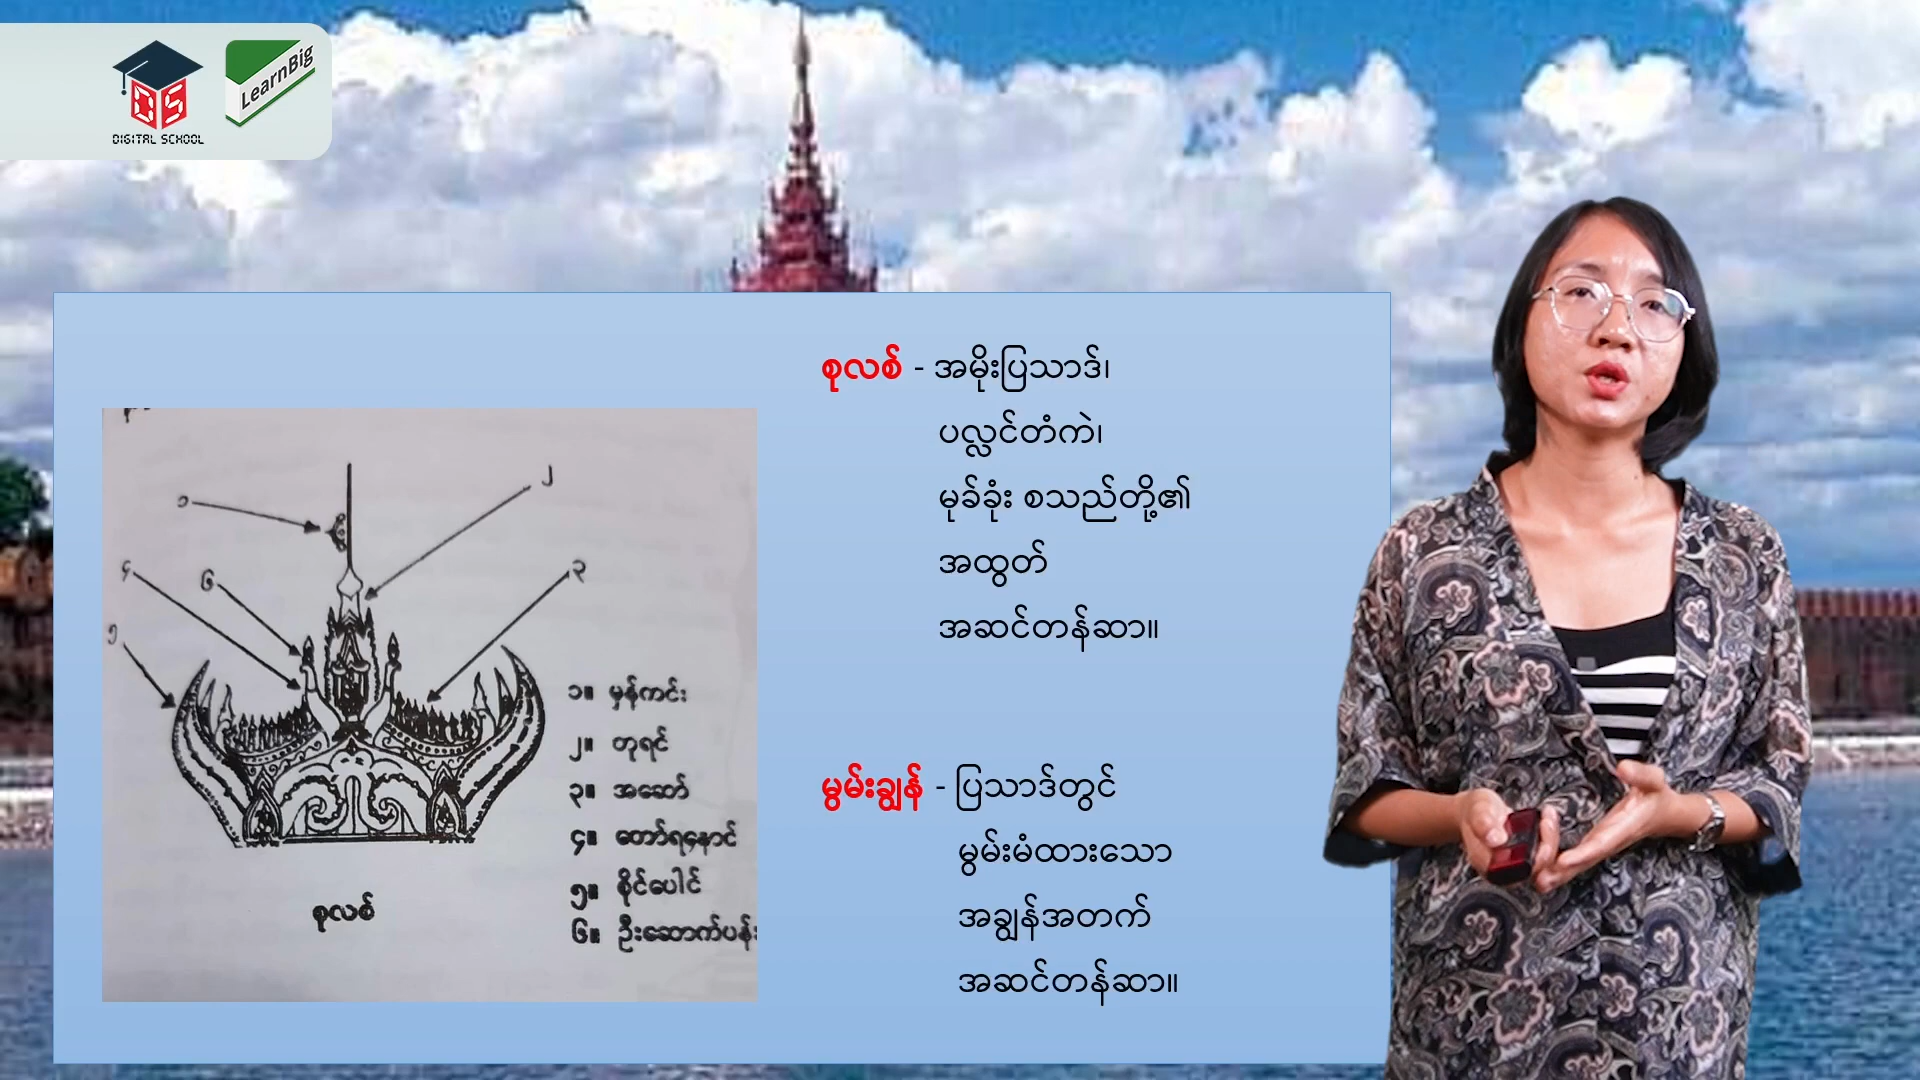 DS
DIGITAL SCHOOL
LearnBig
စုလစ် - အမိုးပြသာဒ်၊
ပလ္လင်တံကဲ၊
မုခ်ခုံး စသည်တို့၏
အထွတ်
အဆင်တန်ဆာ။
မွမ်းချွန် - ပြသာဒ်တွင်
မွမ်းမံထားသော
အချွန်အတက်
အဆင်တန်ဆာ။
၁
၂
၄
၆
၃
၅
၁။ မှန်ကင်း
၂။ တုရင်
၃။ အဆော်
၄။ တော်ရနောင်
၅။ စိုင်ပေါင်
၆။ ဦးဆောက်ပန်း
စုလစ်